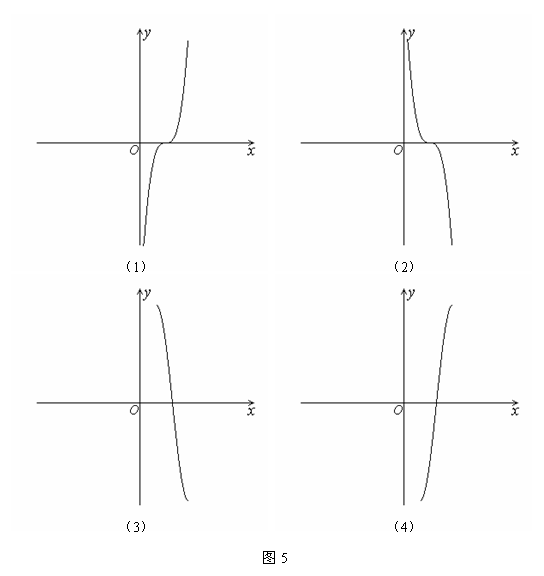 y
y
O
x
O
x
（1）
（2）
y
y
O
x
O
x
（3）
（4）
图 5